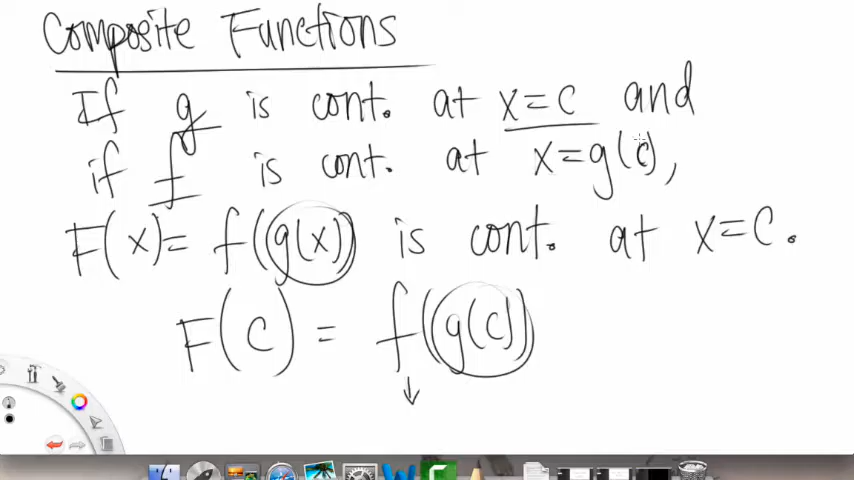 Composite Functions
If g is cont. at x=c and
if f is cont. at x=g(c),
F(x)= f(g(x)) is cont. at x=c.
F(c) = f(g(c))